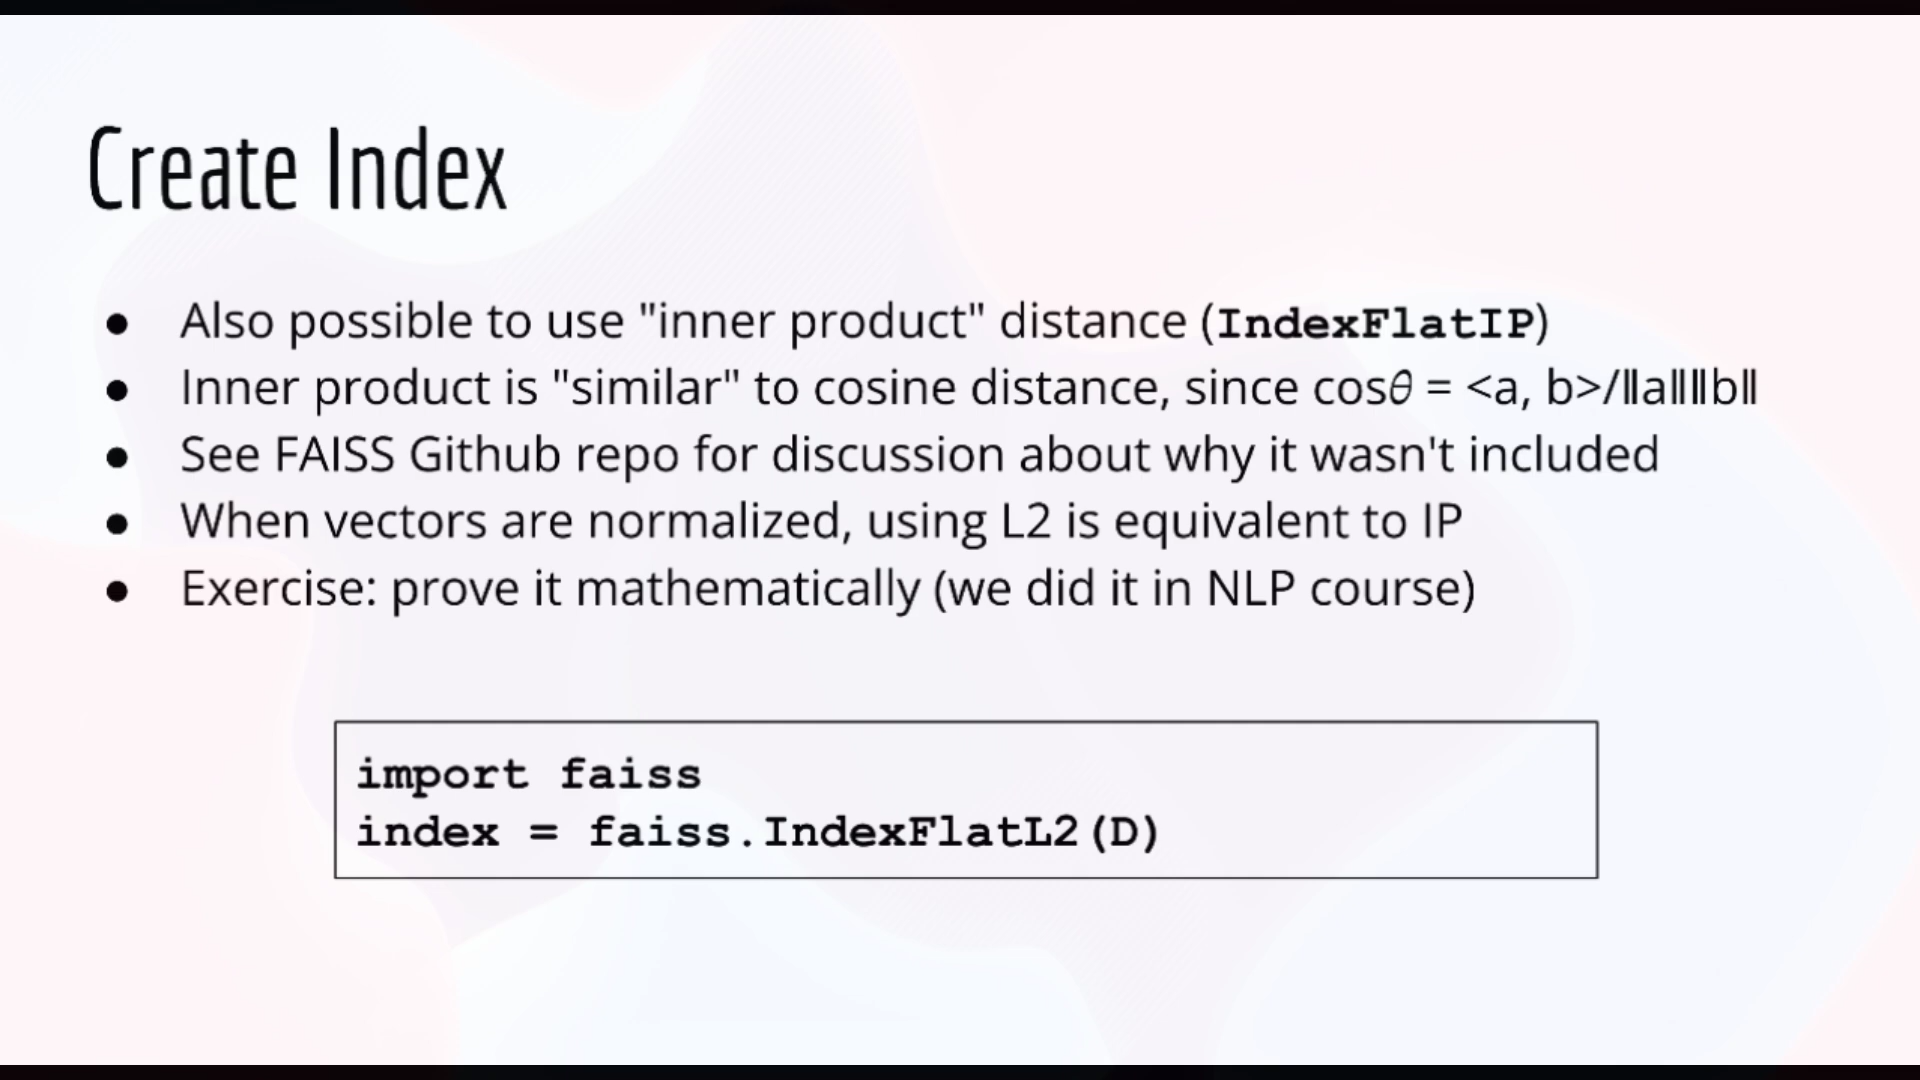 Create Index
● Also possible to use "inner product" distance (IndexFlatIP)
● Inner product is "similar" to cosine distance, since cosθ = <a, b>/‖a‖‖b‖
● See FAISS Github repo for discussion about why it wasn't included
● When vectors are normalized, using L2 is equivalent to IP
● Exercise: prove it mathematically (we did it in NLP course)
import faiss
index = faiss.IndexFlatL2(D)